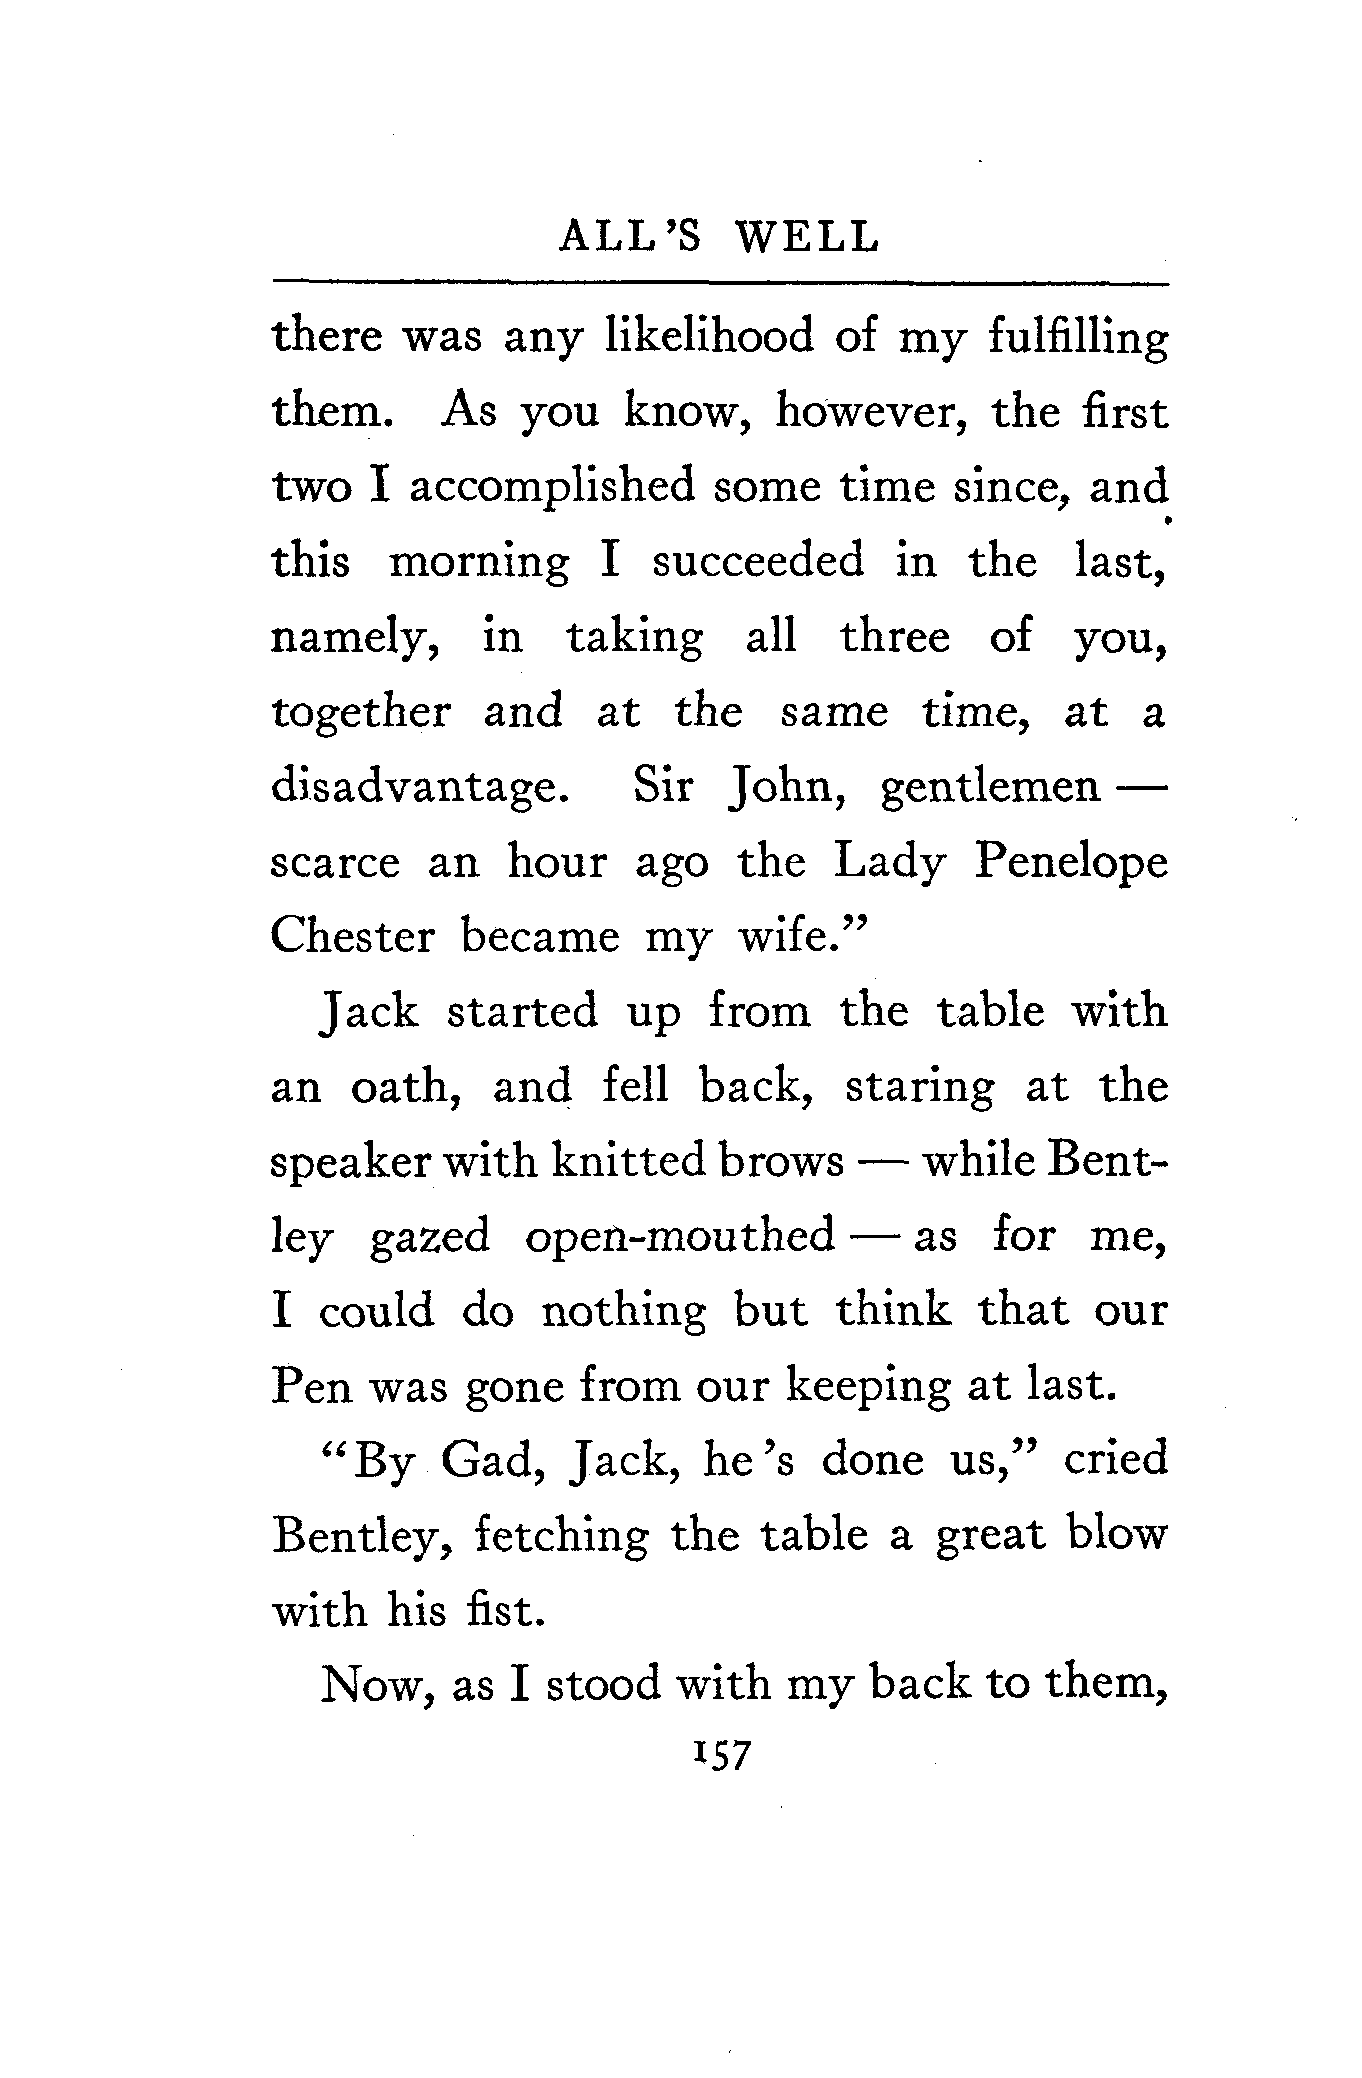 ALL'S WELL
there was any likelihood of my fulfilling
them. As you know, however, the first
two I accomplished some time since, and
this morning I succeeded in the last,
namely, in taking all three of you,
together and at the same time, at a
disadvantage. Sir John, gentlemen —
scarce an hour ago the Lady Penelope
Chester became my wife.”
Jack started up from the table with
an oath, and fell back, staring at the
speaker with knitted brows — while Bent-
ley gazed open-mouthed — as for me,
I could do nothing but think that our
Pen was gone from our keeping at last.
“By Gad, Jack, he 's done us,” cried
Bentley, fetching the table a great blow
with his fist.
Now, as I stood with my back to them,
157